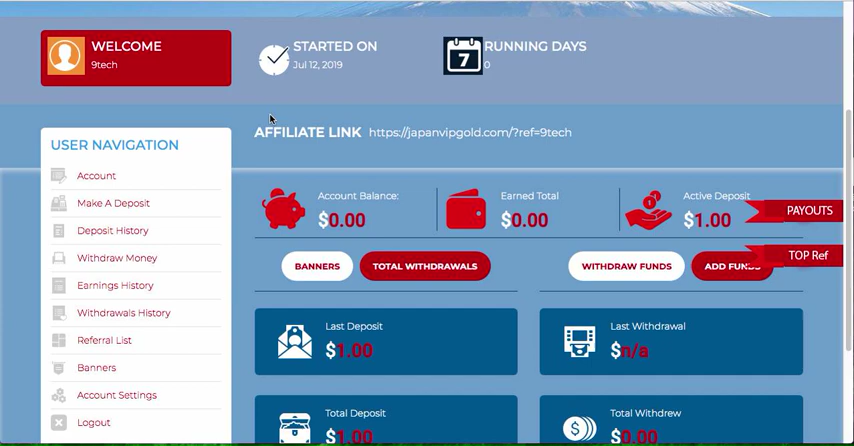 WELCOME
9tech
STARTED ON
Jul 12, 2019
7
RUNNING DAYS
0
AFFILIATE LINK https://japanvipgold.com/?ref=9tech
USER NAVIGATION
Account
Make A Deposit
Deposit History
Withdraw Money
Earnings History
Withdrawals History
Referral List
Banners
Account Settings
Logout
Account Balance:
$0.00
Earned Total
$0.00
Active Deposit
$1.00
PAYOUTS
TOP Ref
BANNERS
TOTAL WITHDRAWALS
WITHDRAW FUNDS
ADD FUNDS
Last Deposit
$1.00
Last Withdrawal
$n/a
Total Deposit
$1.00
Total Withdrew
$0.00